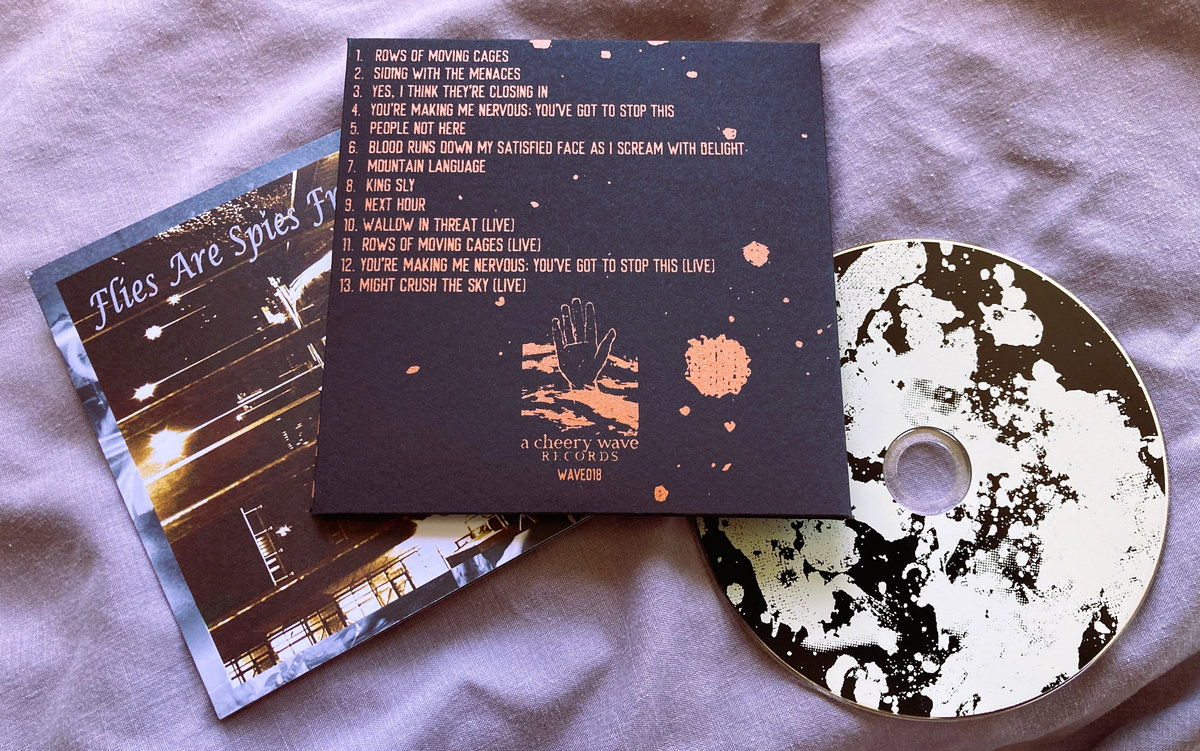 Flies Are Spies
1. ROWS OF MOVING CAGES
2. SIDING WITH THE MENACES
3. YES, I THINK THEY'RE CLOSING IN
4. YOU'RE MAKING ME NERVOUS; YOU'VE GOT TO STOP THIS
5. PEOPLE NOT HERE
6. BLOOD RUNS DOWN MY SATISFIED FACE AS I SCREAM WITH DELIGHT
7. MOUNTAIN LANGUAGE
8. KING SLY
9. NEXT HOUR
10. WALLOW IN THREAT (LIVE)
11. ROWS OF MOVING CAGES (LIVE)
12. YOU'RE MAKING ME NERVOUS; YOU'VE GOT TO STOP THIS (LIVE)
13. MIGHT CRUSH THE SKY (LIVE)
a cheery wave
RECORDS
WAVE018